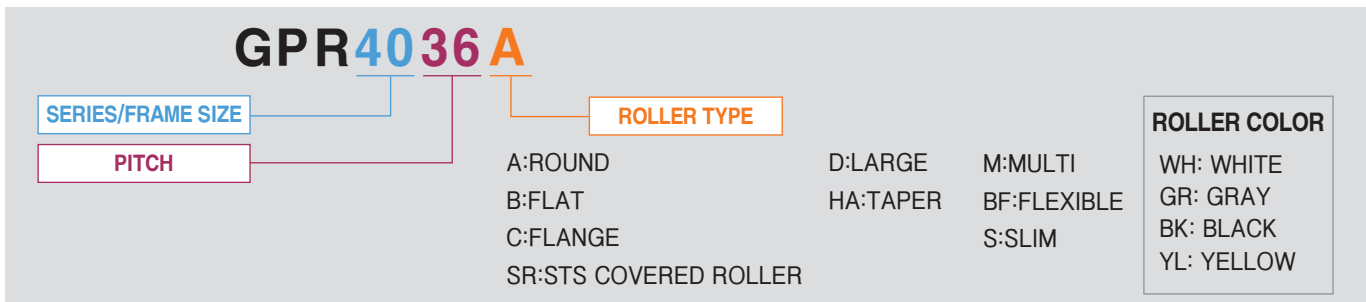 GPR4036A
SERIES/FRAME SIZE
PITCH
ROLLER TYPE
A:ROUND
B:FLAT
C:FLANGE
SR:STS COVERED ROLLER
D:LARGE
HA:TAPER
M:MULTI
BF:FLEXIBLE
S:SLIM
ROLLER COLOR
WH: WHITE
GR: GRAY
BK: BLACK
YL: YELLOW